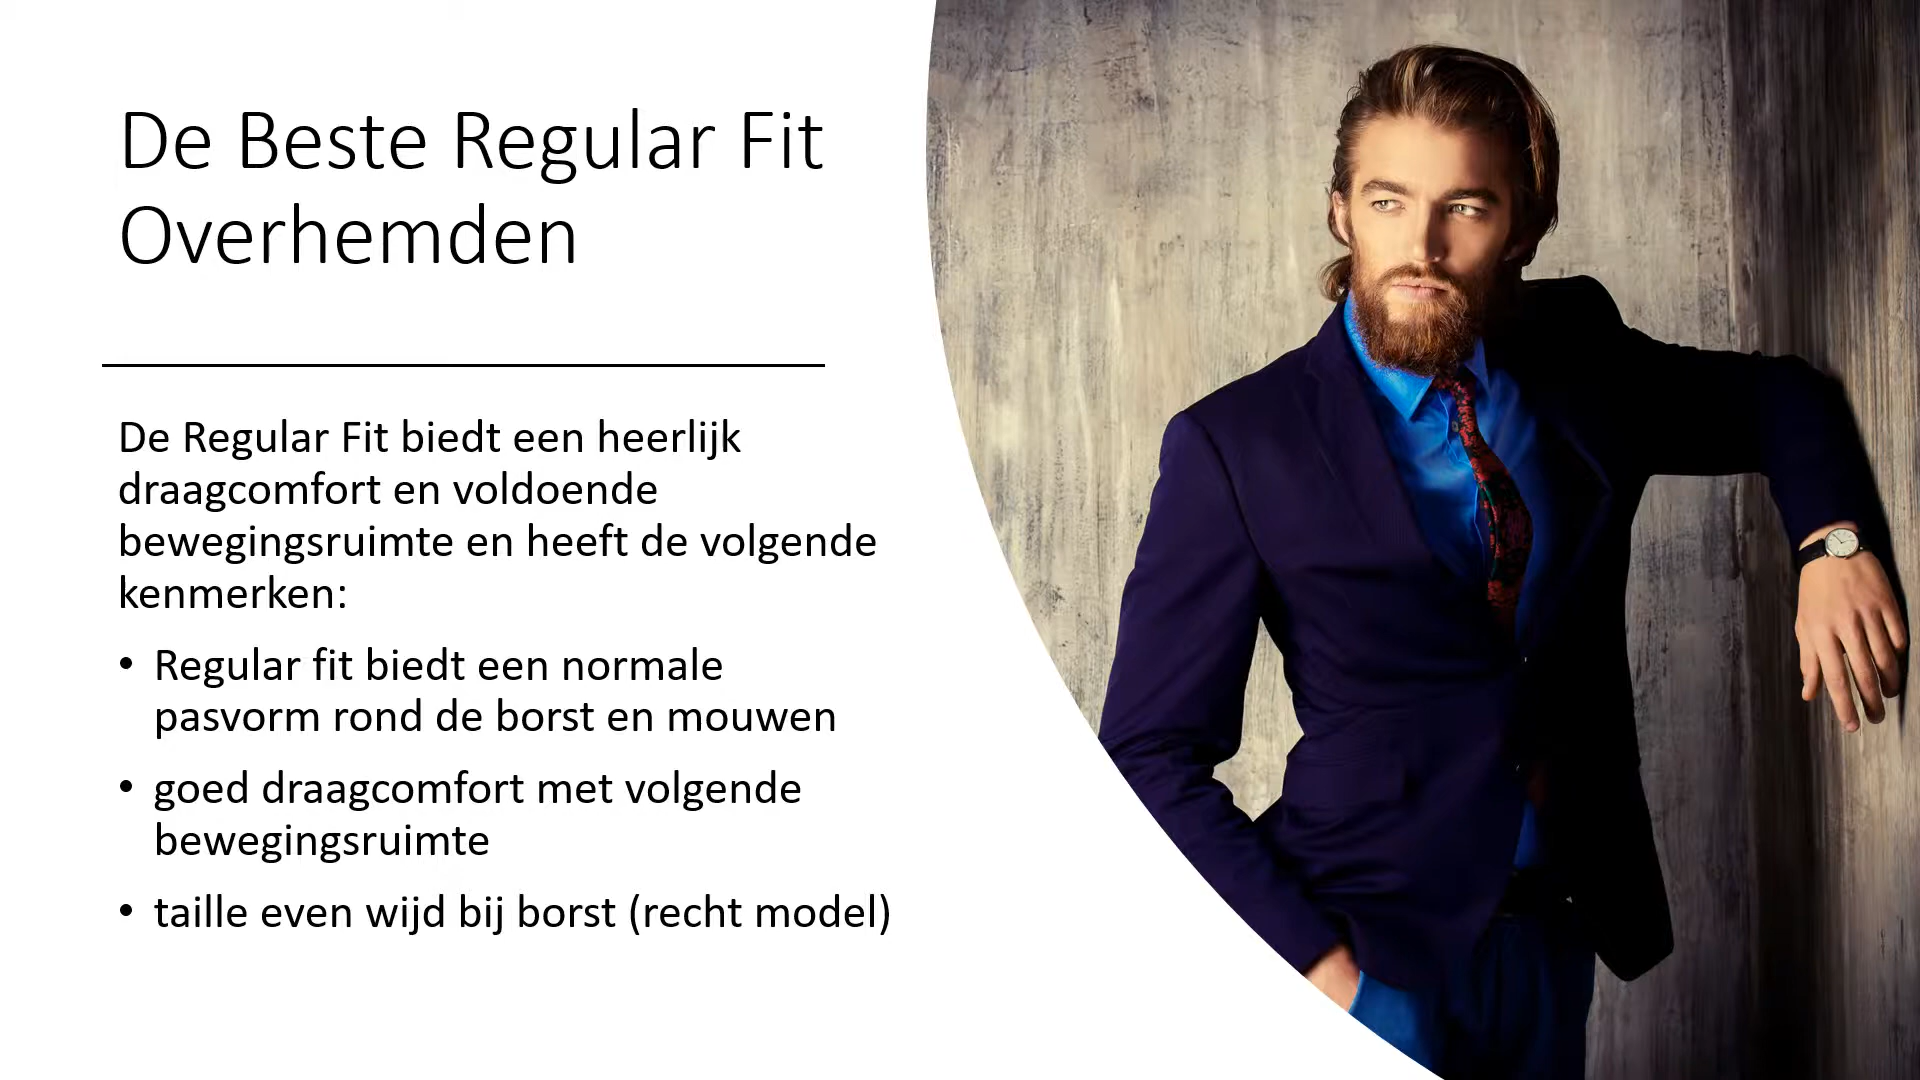 De Beste Regular Fit
Overhemden
De Regular Fit biedt een heerlijk
draagcomfort en voldoende
bewegingsruimte en heeft de volgende
kenmerken:
• Regular fit biedt een normale
pasvorm rond de borst en mouwen
• goed draagcomfort met volgende
bewegingsruimte
• taille even wijd bij borst (recht model)